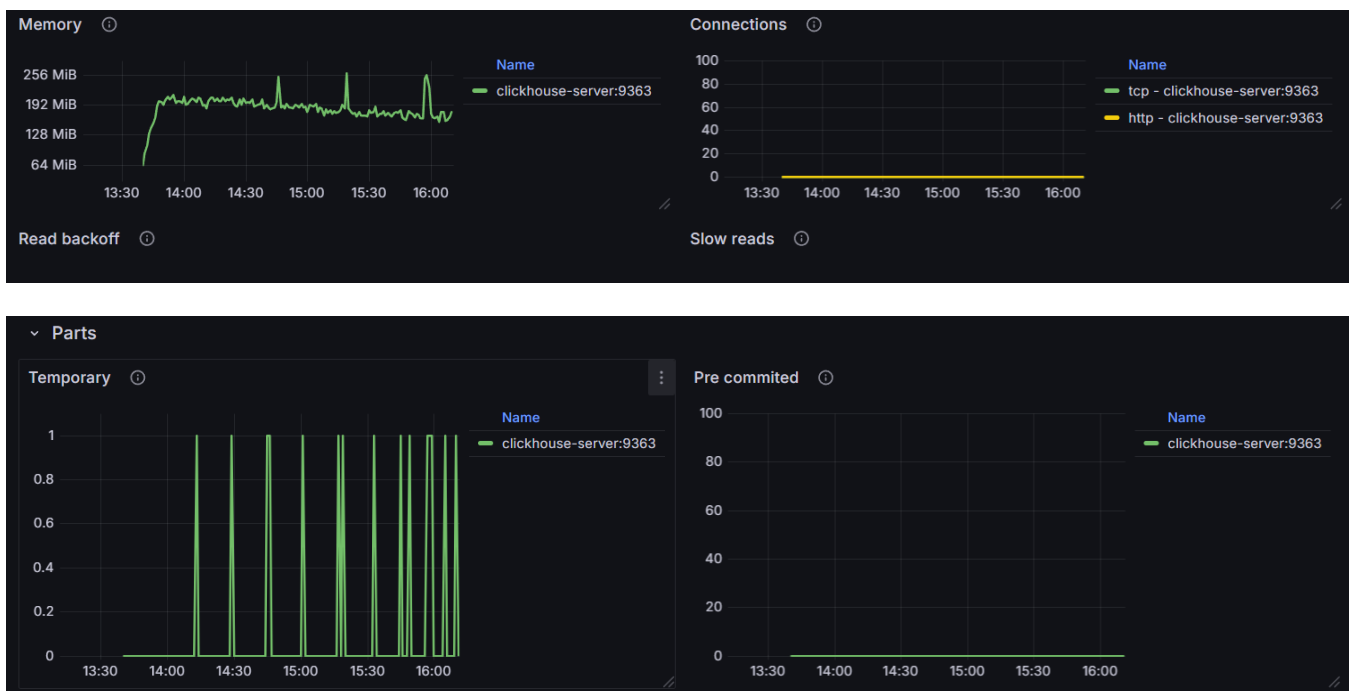 Memory
256 MiB
192 MiB
128 MiB
64 MiB
13:30 14:00 14:30 15:00 15:30 16:00
Name
clickhouse-server:9363
Connections
100
80
60
40
20
0
13:30 14:00 14:30 15:00 15:30 16:00
Name
tcp - clickhouse-server:9363
http - clickhouse-server:9363
Read backoff
Slow reads
Parts
Temporary
1
0.8
0.6
0.4
0.2
0
13:30 14:00 14:30 15:00 15:30 16:00
Name
clickhouse-server:9363
Pre commited
100
80
60
40
20
0
13:30 14:00 14:30 15:00 15:30 16:00
Name
clickhouse-server:9363